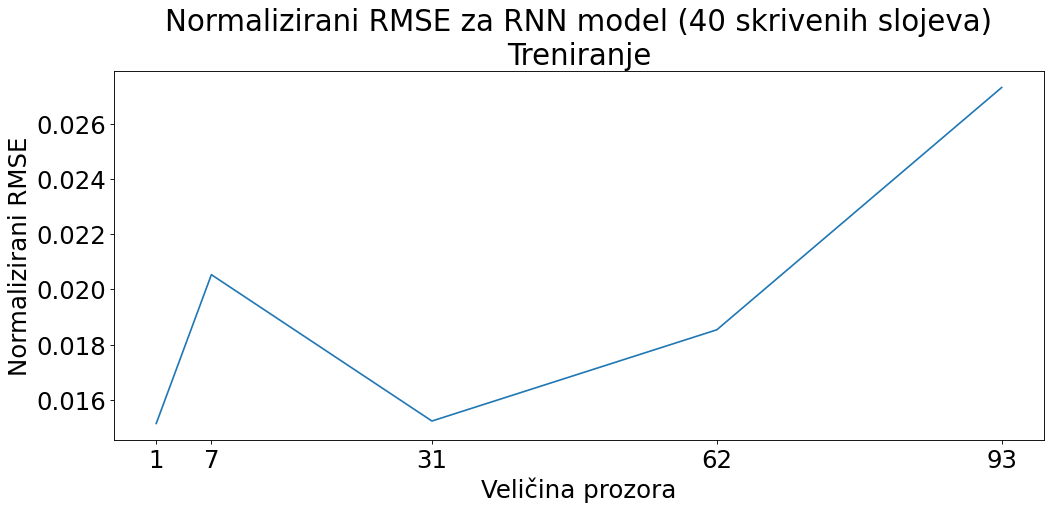 Normalizirani RMSE za RNN model (40 skrivenih slojeva)
Treniranje
Normalizirani RMSE
0.026
0.024
0.022
0.020
0.018
0.016
1 7 31 62 93
Veličina prozora